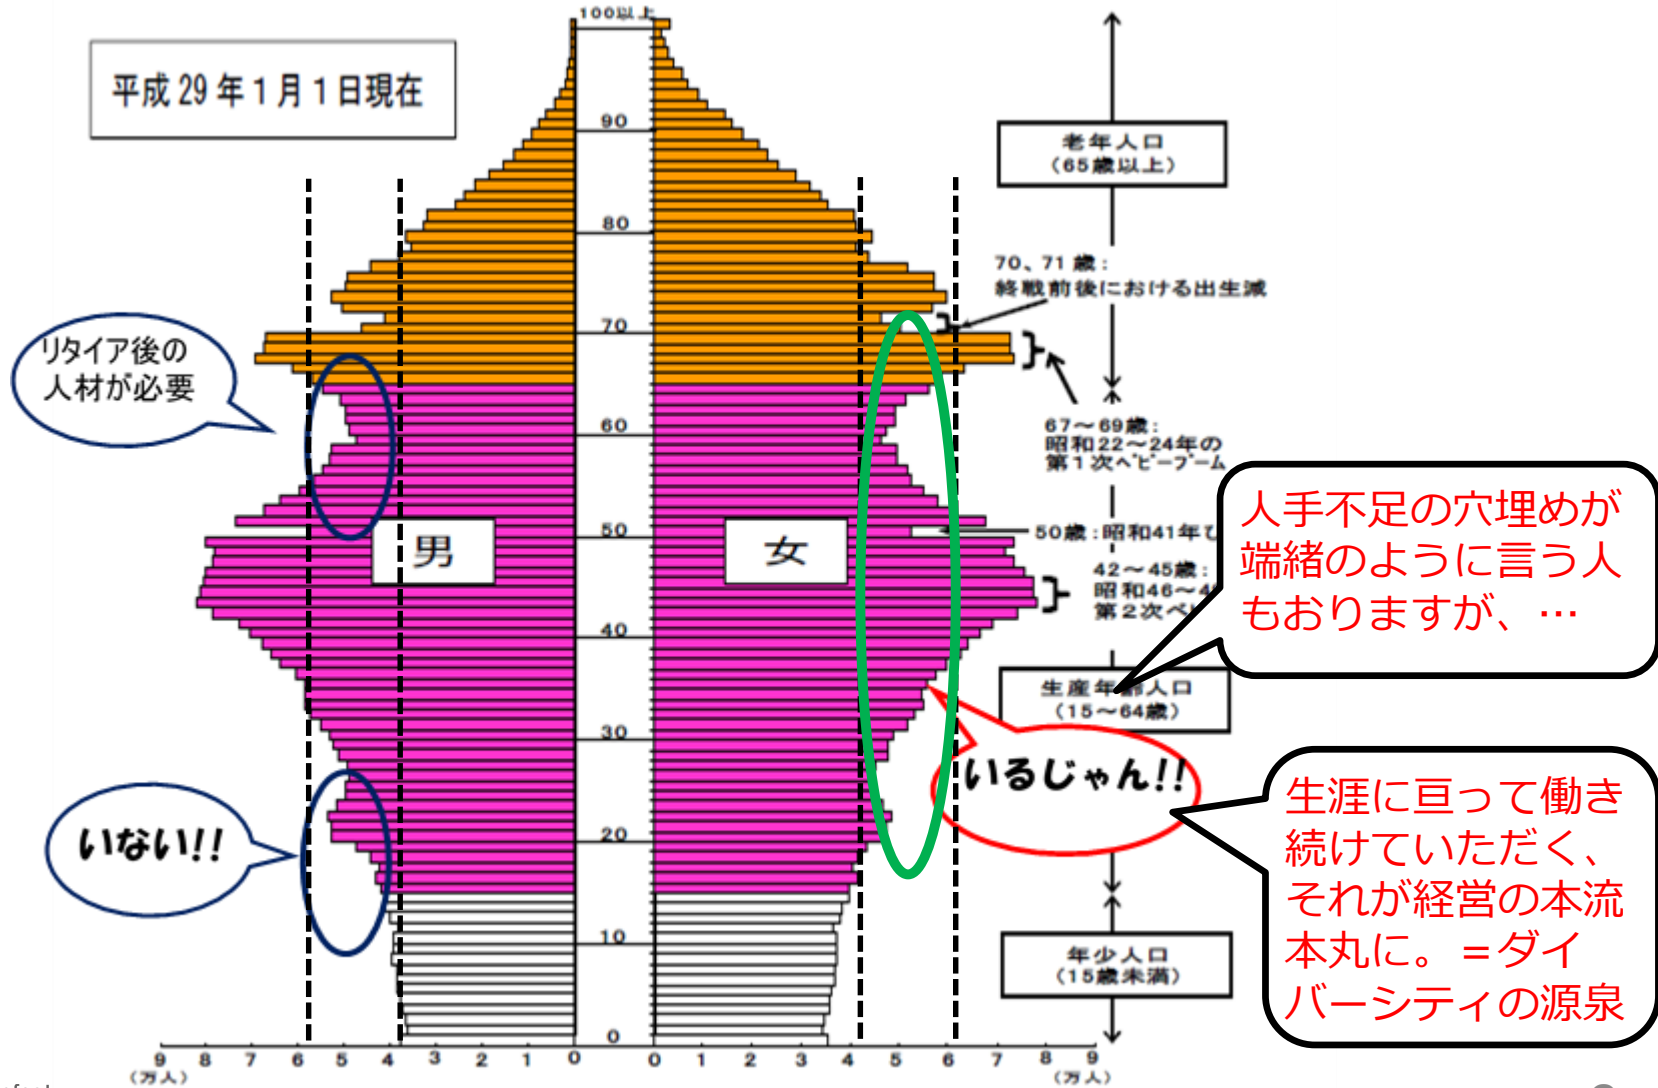 100以上
平成29年1月1日現在
90
老年人口
（65歳以上）
80
70、71歳：
終戦前後における出生減
70
リタイア後の
人材が必要
67～69歳：
昭和22～24年の
第1次ベビーブーム
60
人手不足の穴埋めが
端緒のように言う人
もおりますが、…
50
50歳：昭和41年ひ
男
女
42～45歳：
昭和46～4
第2次ベ
40
生産年齢人口
（15～64歳）
30
いるじゃん!!
生涯に亘って働き
続けていただく、
それが経営の本流
本丸に。＝ダイ
バーシティの源泉
いない!!
20
10
年少人口
（15歳未満）
0
9 8 7 6 5 4 3 2 1 0 0 1 2 3 4 5 6 7 8 9
（万人） （万人）